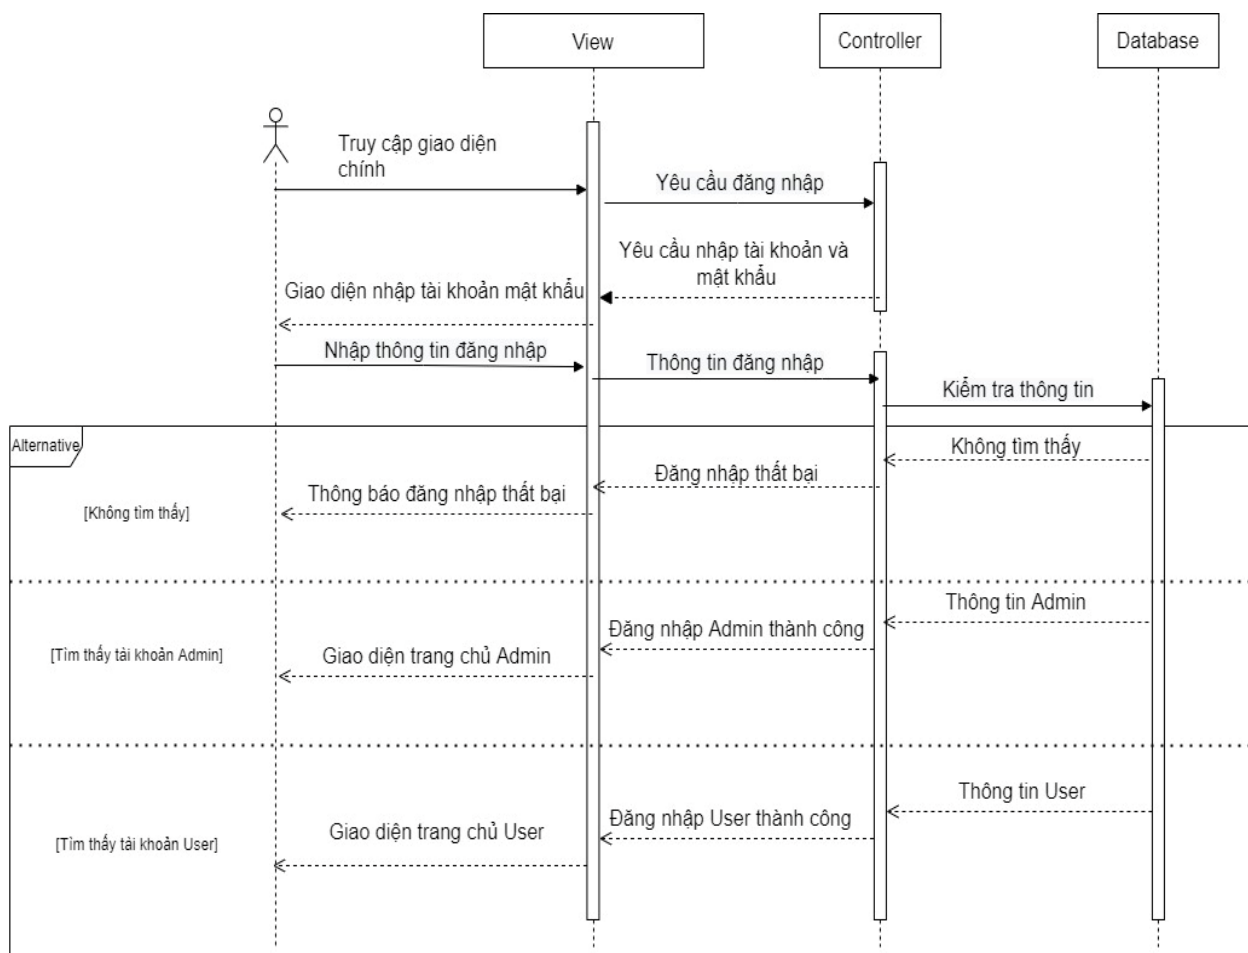 View
Controller
Database
Truy cập giao diện
chính
Yêu cầu đăng nhập
Yêu cầu nhập tài khoản và
mật khẩu
Giao diện nhập tài khoản mật khẩu
Nhập thông tin đăng nhập
Thông tin đăng nhập
Kiểm tra thông tin
Alternative
Không tìm thấy
Đăng nhập thất bại
Thông báo đăng nhập thất bại
[Không tìm thấy]
Thông tin Admin
Đăng nhập Admin thành công
Giao diện trang chủ Admin
[Tìm thấy tài khoản Admin]
Thông tin User
Đăng nhập User thành công
Giao diện trang chủ User
[Tìm thấy tài khoản User]